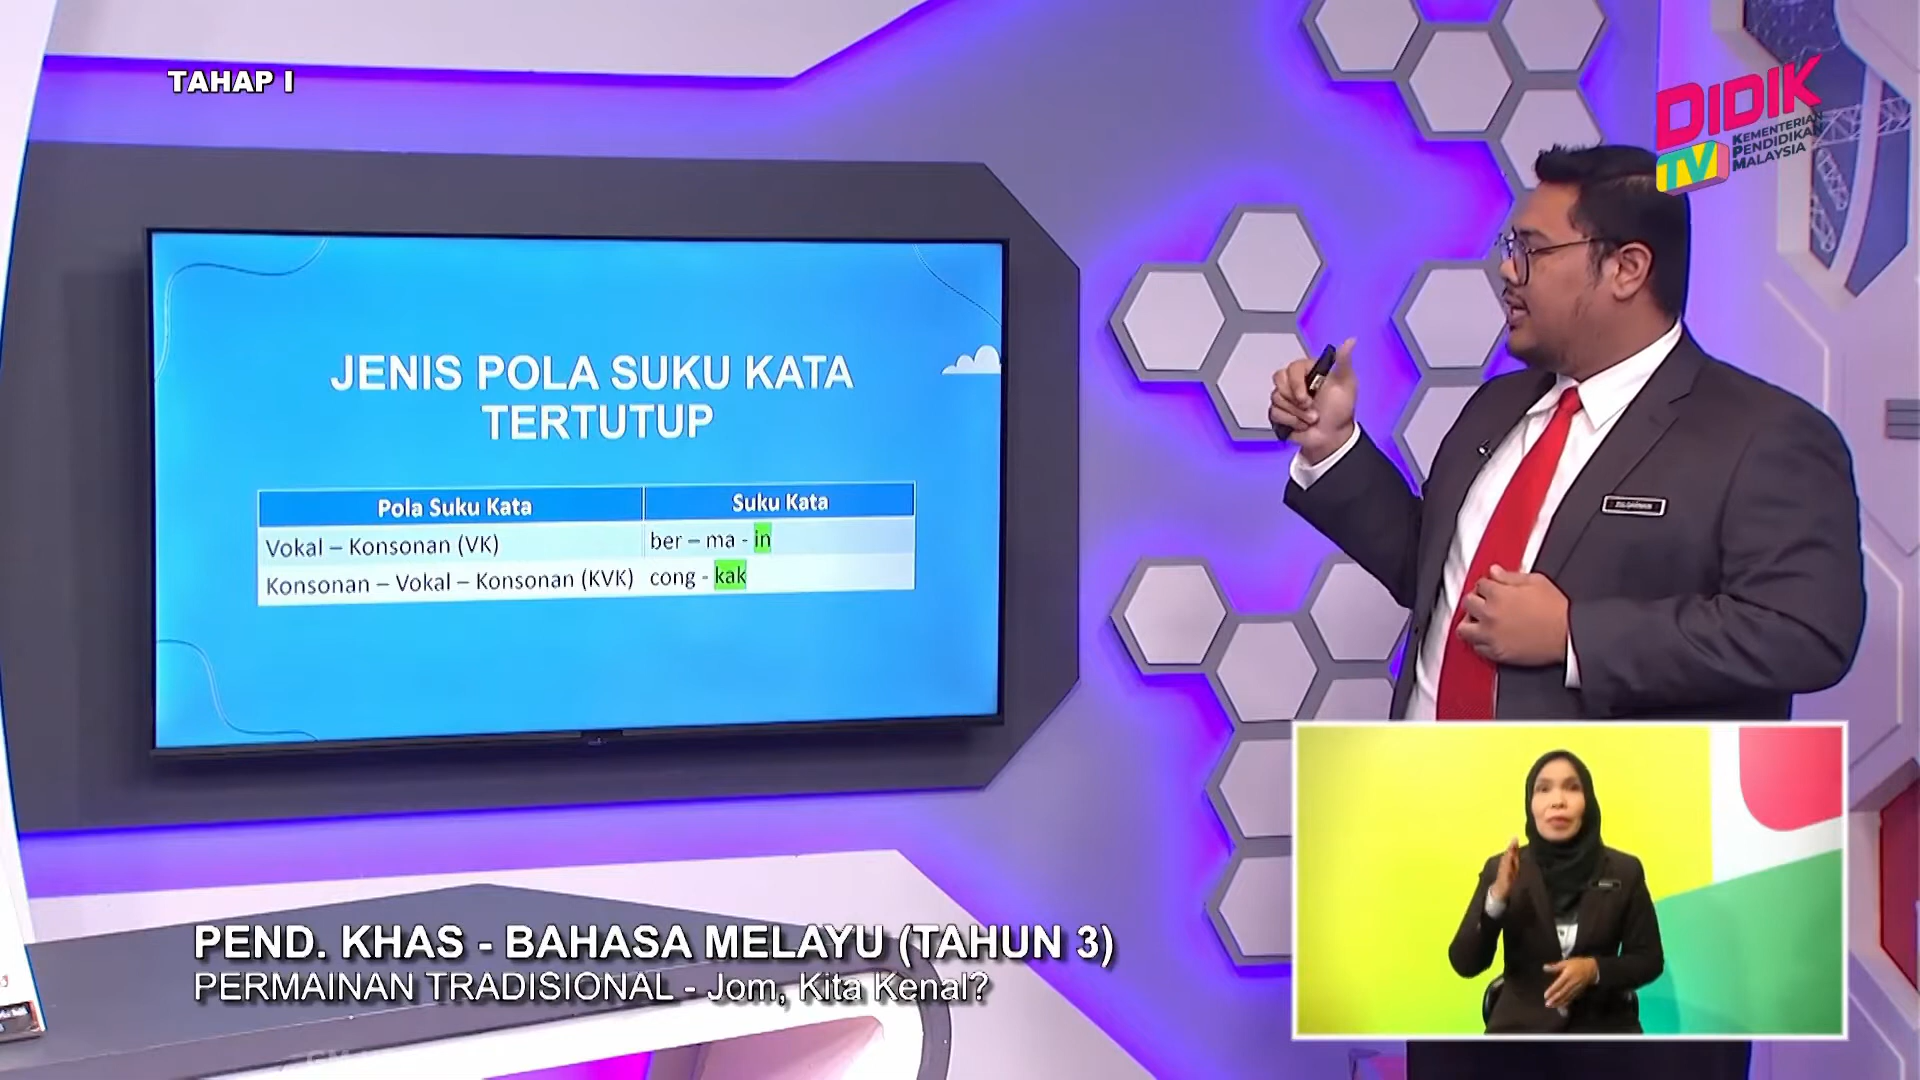 TAHAP I
DIDIK
TV
KEMENTERIAN
PENDIDIKAN
MALAYSIA
JENIS POLA SUKU KATA
TERTUTUP
Pola Suku Kata
Suku Kata
Vokal – Konsonan (VK)
ber – ma - in
Konsonan – Vokal – Konsonan (KVK)
cong - kak
PEND. KHAS - BAHASA MELAYU (TAHUN 3)
PERMAINAN TRADISIONAL - Jom, Kita Kenal?